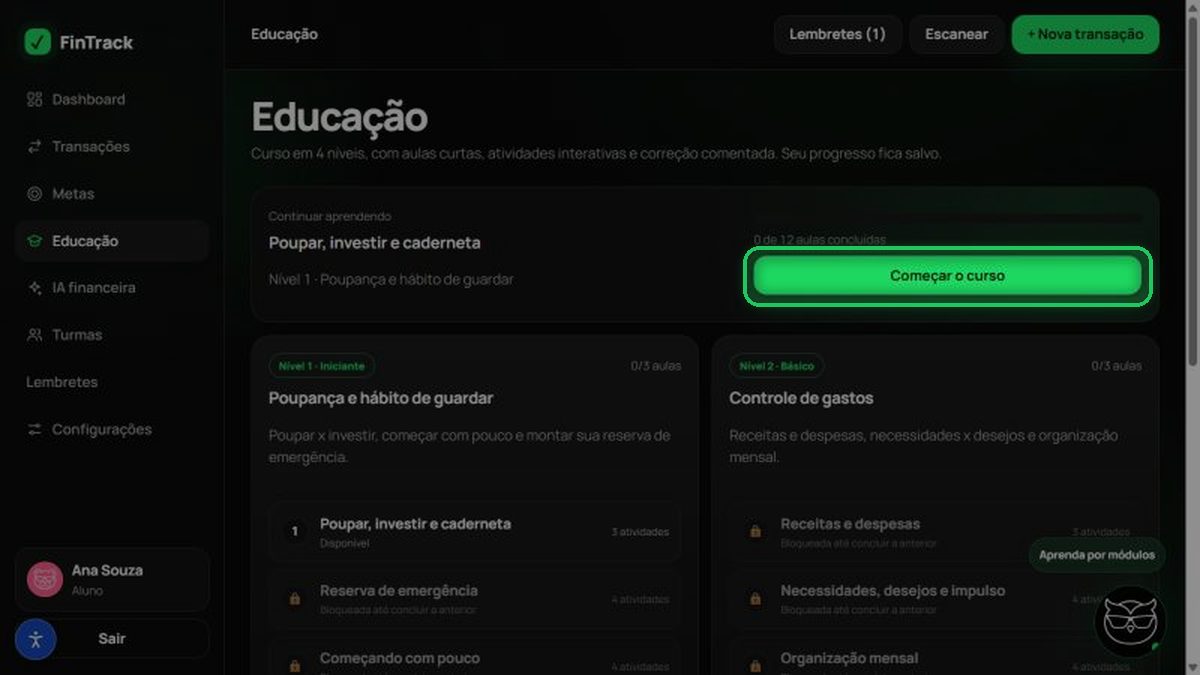 FinTrack
Dashboard
Transações
Metas
Educação
IA financeira
Turmas
Lembretes
Configurações
Ana Souza
Aluno
Sair
Educação
Lembretes (1)
Escanear
+ Nova transação
Educação
Curso em 4 níveis, com aulas curtas, atividades interativas e correção comentada. Seu progresso fica salvo.
Continuar aprendendo
Poupar, investir e caderneta
Nível 1 · Poupança e hábito de guardar
0 de 12 aulas concluídas
Começar o curso
Nível 1 · Iniciante
0/3 aulas
Poupança e hábito de guardar
Poupar x investir, começar com pouco e montar sua reserva de
emergência.
1
Poupar, investir e caderneta
Disponível
3 atividades
Reserva de emergência
Bloqueada até concluir a anterior
4 atividades
Começando com pouco
4 atividades
Nível 2 · Básico
0/3 aulas
Controle de gastos
Receitas e despesas, necessidades x desejos e organização
mensal.
Receitas e despesas
Bloqueada até concluir a anterior
3 atividades
Necessidades, desejos e impulso
Bloqueada até concluir a anterior
Organização mensal
4 atividades
Aprenda por módulos